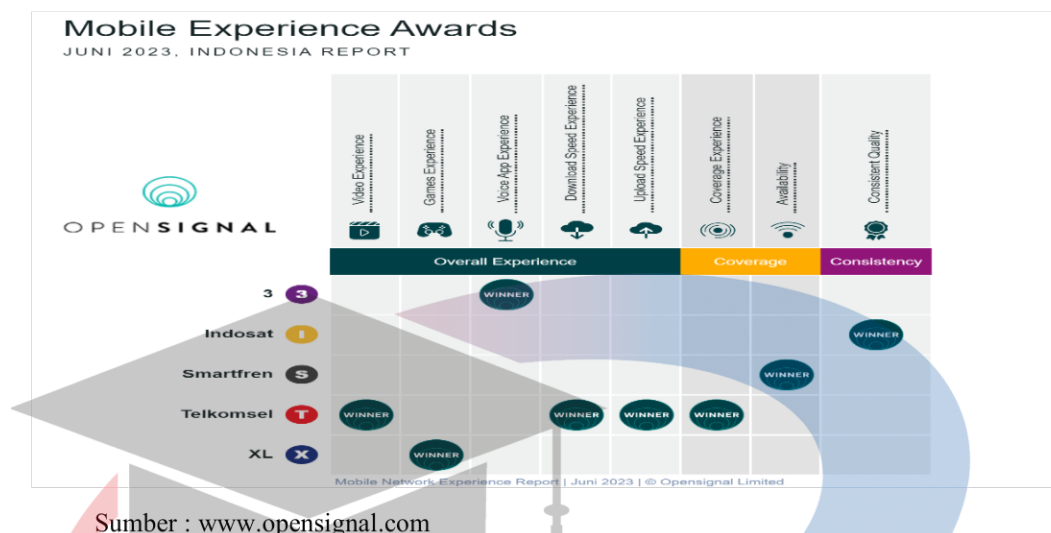 Mobile Experience Awards
JUNI 2023, INDONESIA REPORT
OPENSIGNAL
Video Experience
Games Experience
Voice App Experience
Download Speed Experience
Upload Speed Experience
Coverage Experience
Availability
Consistent Quality
Overall Experience Coverage Consistency
3 3 WINNER
Indosat I WINNER
Smartfren S WINNER
Telkomsel T WINNER WINNER WINNER WINNER
XL X WINNER
Mobile Network Experience Report | Juni 2023 | © Opensignal Limited
Sumber : www.opensignal.com